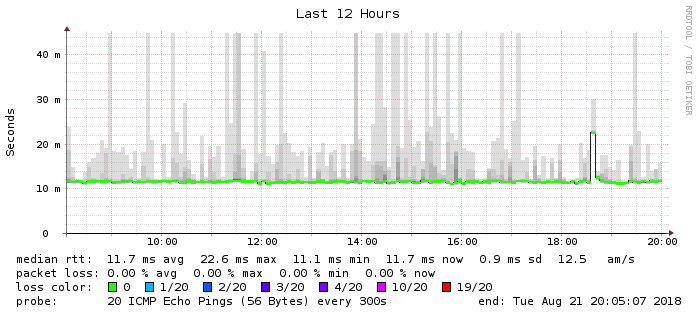 Last 12 Hours
RRDTOOL / TOBI OETIKER
Seconds
40 m
30 m
20 m
10 m
0
10:00 12:00 14:00 16:00 18:00 20:00
median rtt: 11.7 ms avg 22.6 ms max 11.1 ms min 11.7 ms now 0.9 ms sd 12.5 am/s
packet loss: 0.00 % avg 0.00 % max 0.00 % min 0.00 % now
loss color: 0 1/20 2/20 3/20 4/20 10/20 19/20
probe: 20 ICMP Echo Pings (56 Bytes) every 300s end: Tue Aug 21 20:05:07 2018